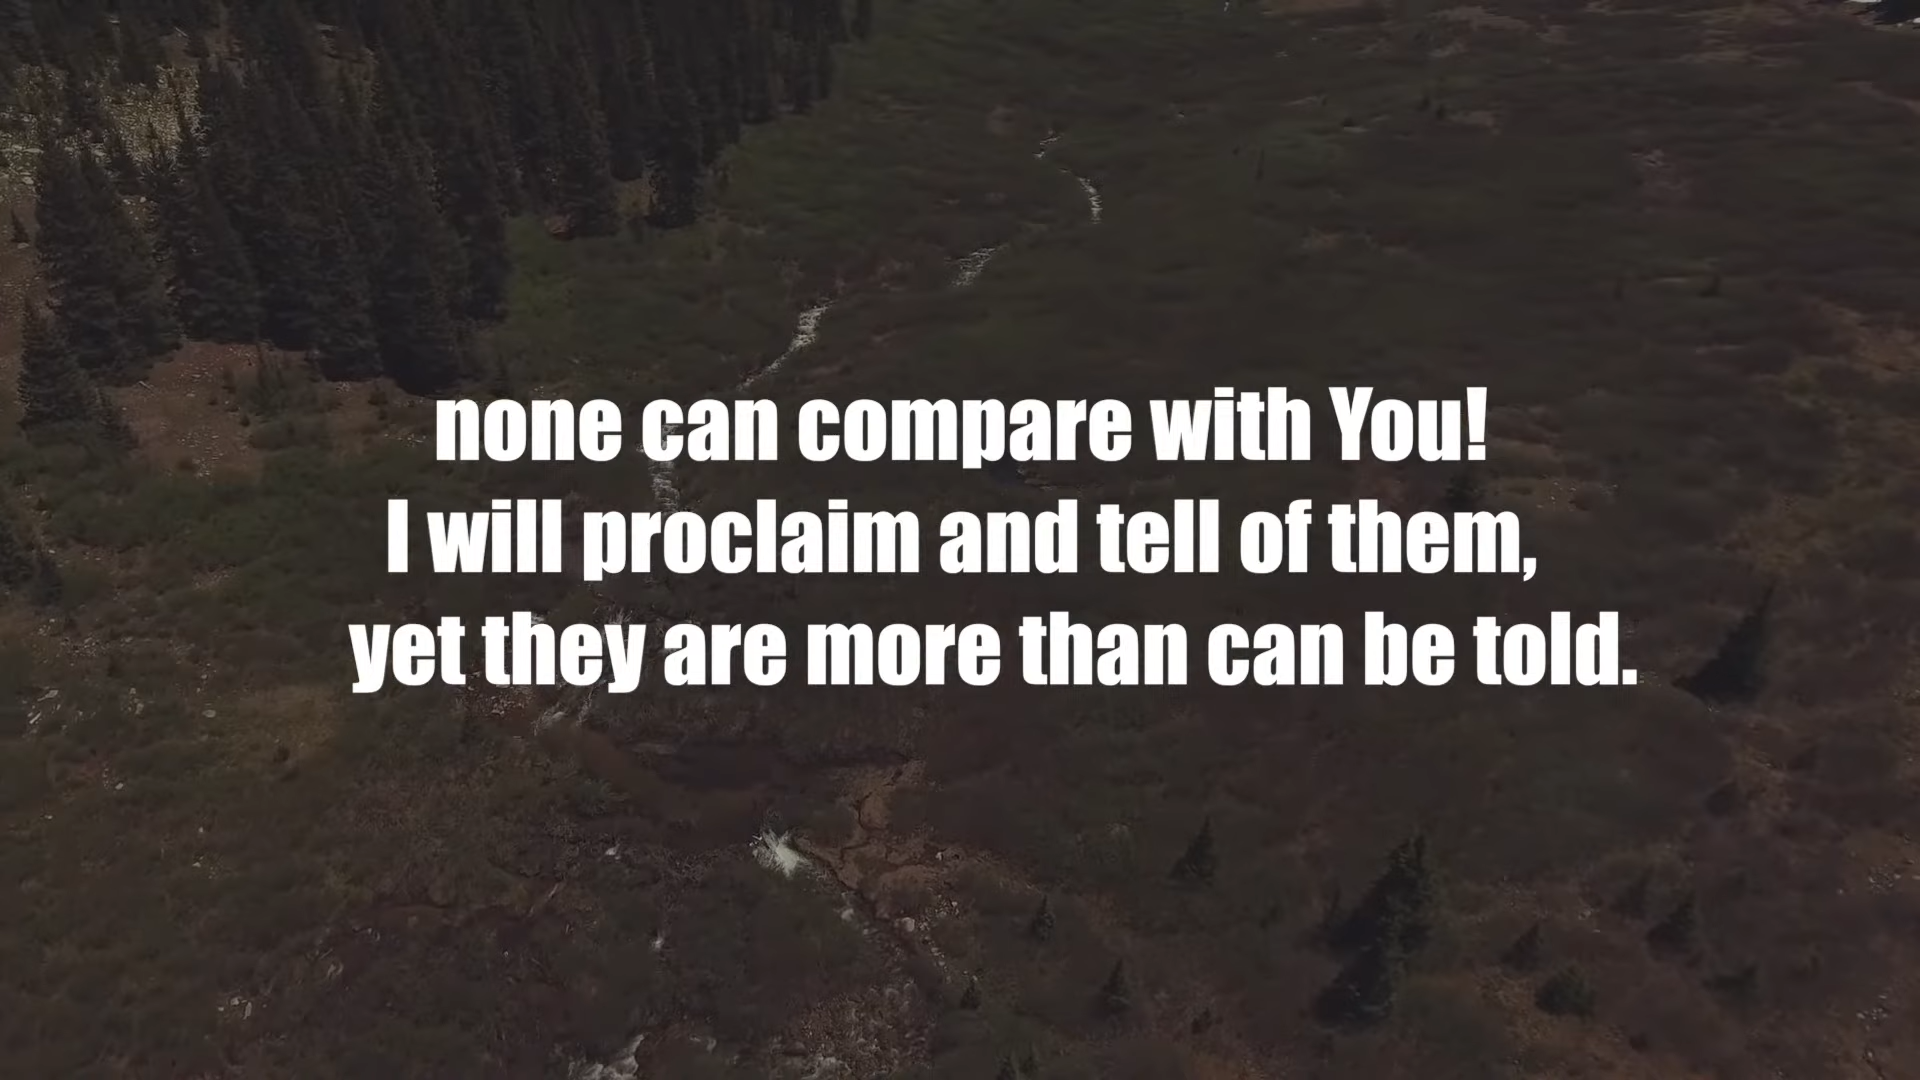 none can compare with You!
I will proclaim and tell of them,
yet they are more than can be told.